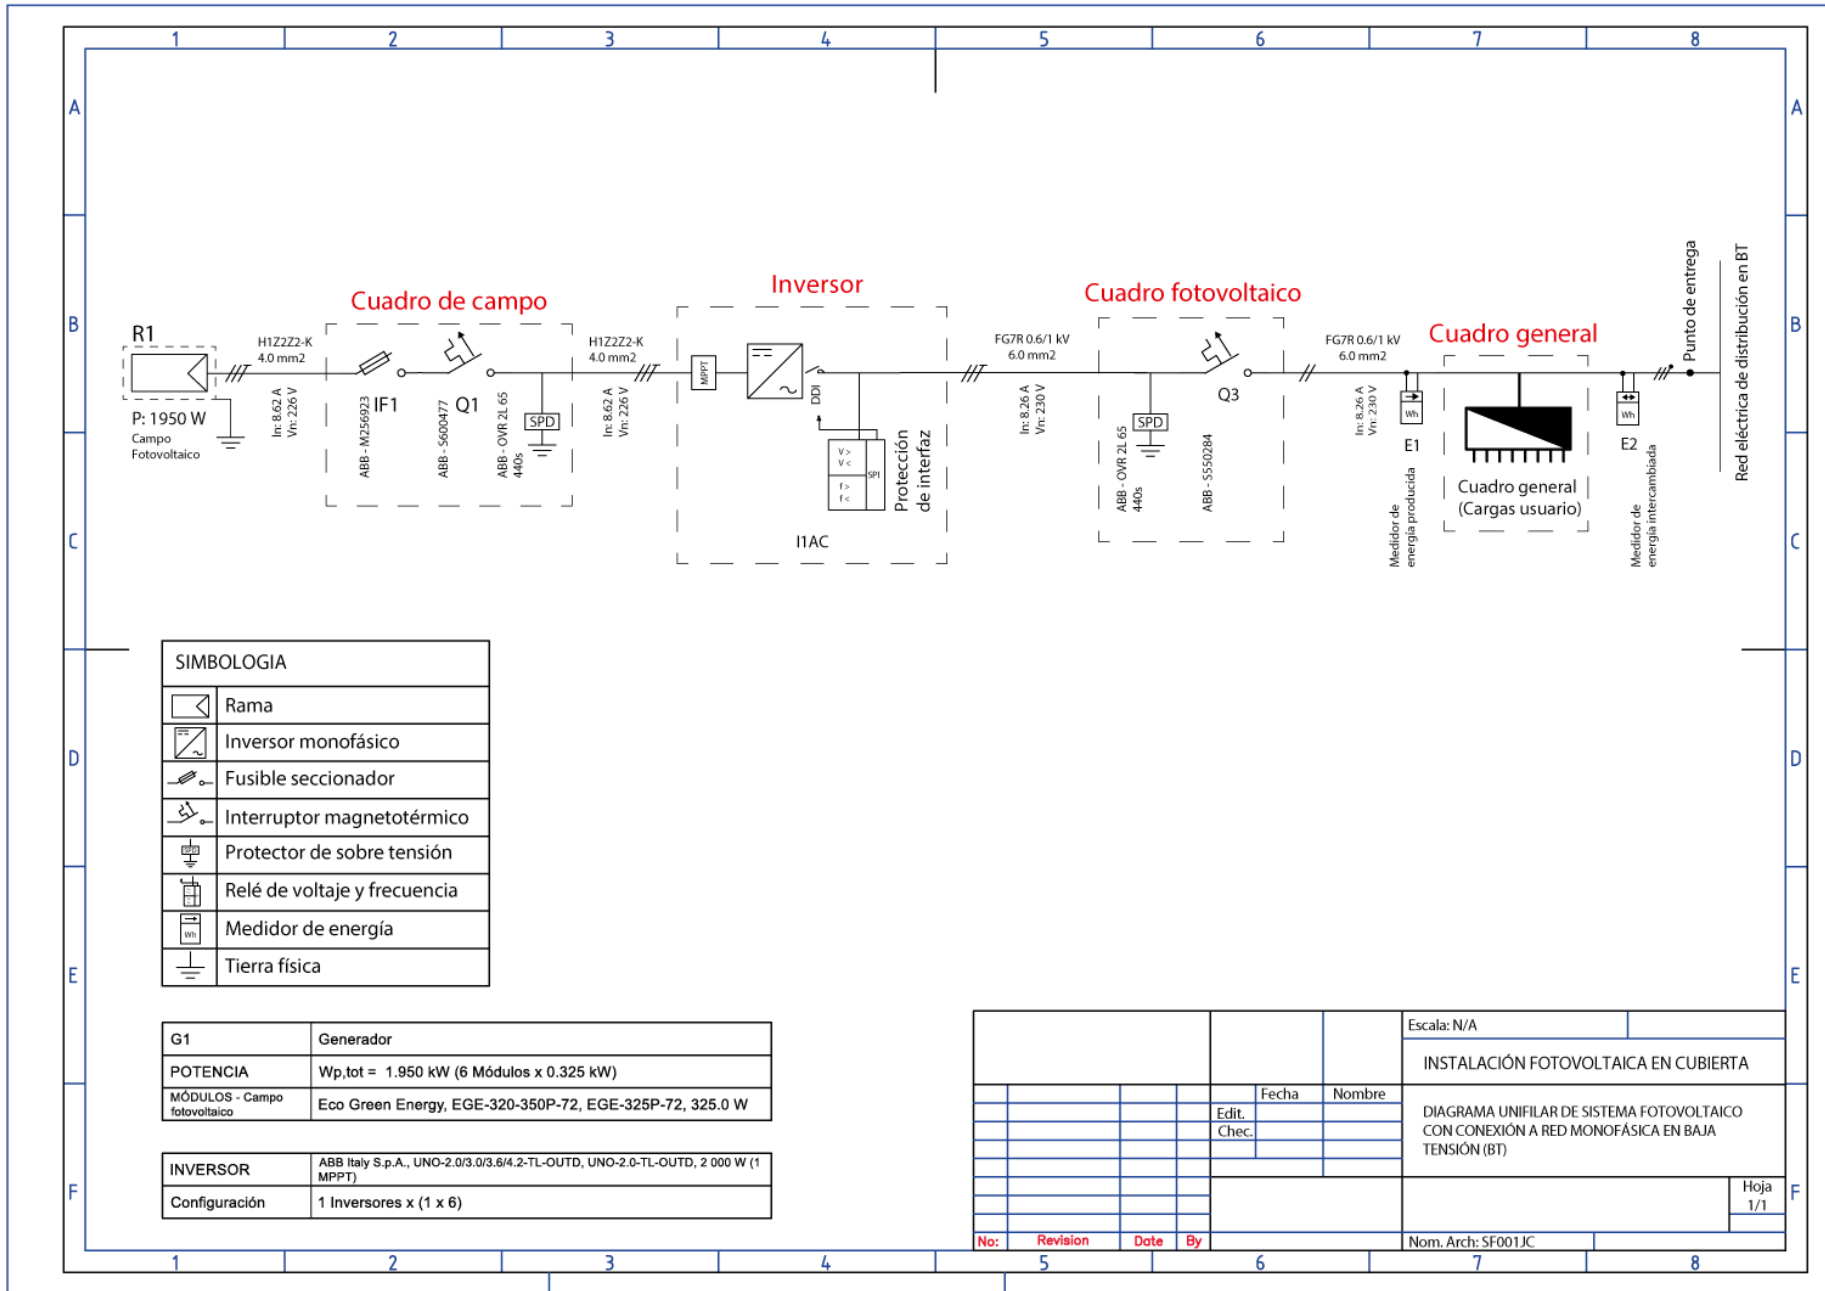 1 2 3 4 5 6 7 8
A A
B B
C C
D D
E E
F F
Cuadro de campo
Inversor
Cuadro fotovoltaico
Cuadro general
R1
P: 1950 W
Campo
Fotovoltaico
H1Z2Z2-K
4.0 mm2
In: 8.62 A
Vn: 226 V
IF1
ABB - M256923
Q1
ABB - S600477
ABB - OVR 2L 65
440s
SPD
H1Z2Z2-K
4.0 mm2
In: 8.62 A
Vn: 226 V
MPPT
DDI
V >
V <
f >
f <
SPI
Protección
de interfaz
I1AC
FG7R 0.6/1 kV
6.0 mm2
In: 8.26 A
Vn: 230 V
SPD
ABB - OVR 2L 65
440s
Q3
ABB - S550284
FG7R 0.6/1 kV
6.0 mm2
In: 8.26 A
Vn: 230 V
Wh
E1
Medidor de
energía producida
Cuadro general
(Cargas usuario)
Wh
E2
Medidor de
energía intercambiada
Punto de entrega
Red eléctrica de distribución en BT
SIMBOLOGIA
Rama
Inversor monofásico
Fusible seccionador
Interruptor magnetotérmico
SPD
Protector de sobre tensión
Relé de voltaje y frecuencia
Wh
Medidor de energía
Tierra física
G1 Generador
POTENCIA Wp,tot = 1.950 kW (6 Módulos x 0.325 kW)
MÓDULOS - Campo
fotovoltaico
Eco Green Energy, EGE-320-350P-72, EGE-325P-72, 325.0 W
INVERSOR
ABB Italy S.p.A., UNO-2.0/3.0/3.6/4.2-TL-OUTD, UNO-2.0-TL-OUTD, 2 000 W (1
MPPT)
Configuración 1 Inversores x (1 x 6)
Escala: N/A
INSTALACIÓN FOTOVOLTAICA EN CUBIERTA
Fecha Nombre
Edit.
Chec.
DIAGRAMA UNIFILAR DE SISTEMA FOTOVOLTAICO
CON CONEXIÓN A RED MONOFÁSICA EN BAJA
TENSIÓN (BT)
Hoja
1/1
No: Revision Date By
Nom. Arch: SF001JC
1 2 3 4 5 6 7 8